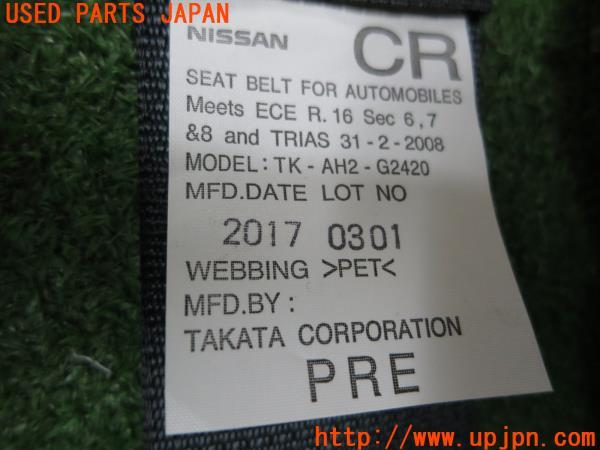 USED PARTS JAPAN
NISSAN CR
SEAT BELT FOR AUTOMOBILES
Meets ECE R.16 Sec 6,7
&8 and TRIAS 31-2-2008
MODEL:TK-AH2-G2420
MFD.DATE LOT NO
2017 0301
WEBBING >PET<
MFD.BY:
TAKATA CORPORATION
PRE
UPJ www.upjpn.com